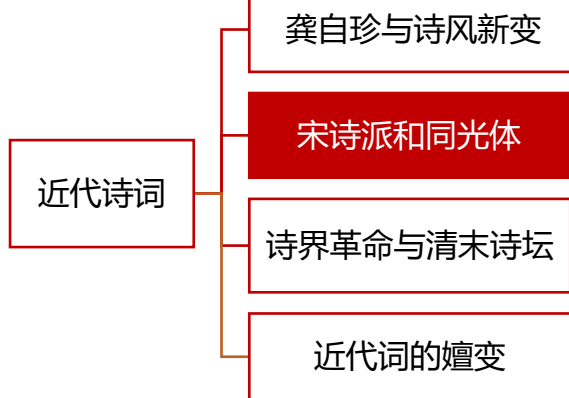 龚自珍与诗风新变
宋诗派和同光体
近代诗词
诗界革命与清末诗坛
近代词的嬗变